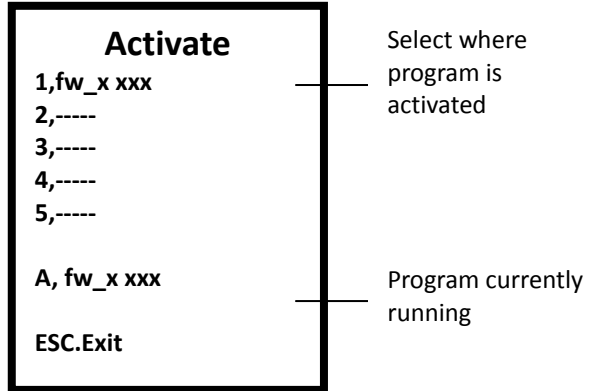 Activate
1,fw_x xxx
2,-----
3,-----
4,-----
5,-----
A, fw_x xxx
ESC.Exit
Select where
program is
activated
Program currently
running